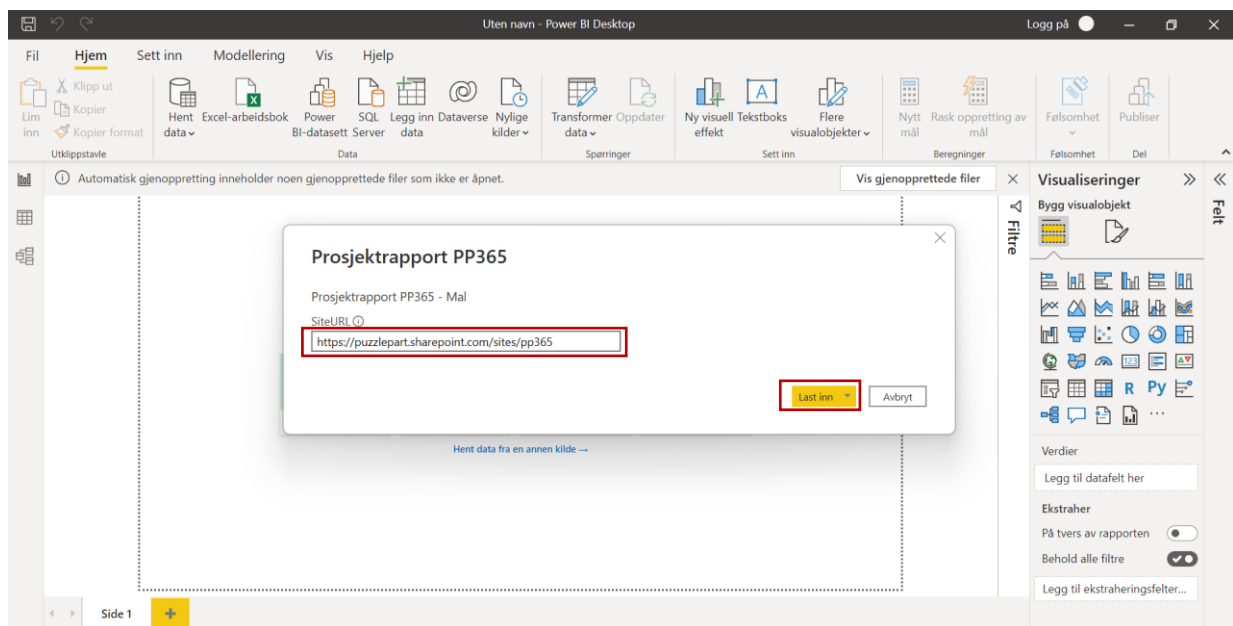 Uten navn - Power BI Desktop
Logg på
Fil Hjem Sett inn Modellering Vis Hjelp
Lim inn
Klipp ut
Kopier
Kopier format
Utklippstavle
Hent data
Excel-arbeidsbok
Power BI-datasett
SQL Server
Legg inn data
Dataverse
Nylige kilder
Data
Transformer data
Oppdater
Spørringer
Ny visuell effekt
Tekstboks
Flere visualobjekter
Sett inn
Nytt mål
Rask oppretting av mål
Beregninger
Følsomhet
Følsomhet
Publiser
Del
Automatisk gjenoppretting inneholder noen gjenopprettede filer som ikke er åpnet.
Vis gjenopprettede filer
Prosjektrapport PP365
Prosjektrapport PP365 - Mal
SiteURL
https://puzzlepart.sharepoint.com/sites/pp365
Last inn
Avbryt
Hent data fra en annen kilde →
Filtre
Visualiseringer
Bygg visualobjekt
123
R Py
...
Verdier
Legg til datafelt her
Ekstraher
På tvers av rapporten
Behold alle filtre
Legg til ekstraheringsfelter...
Felt
Side 1